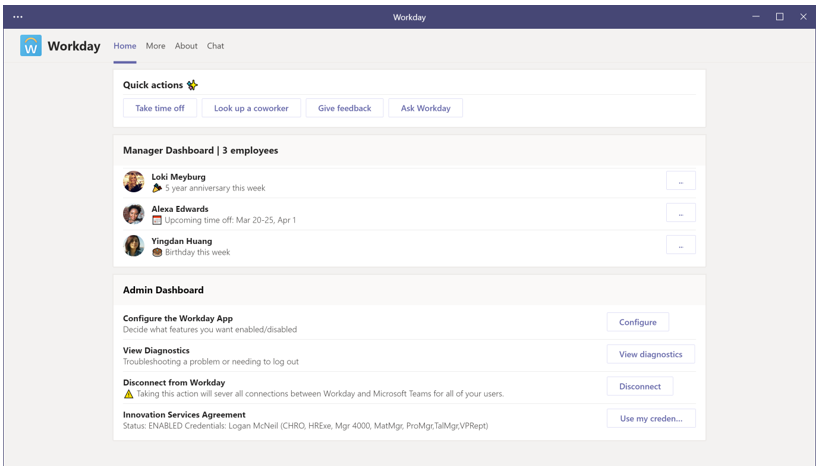 Workday
Workday Home More About Chat
Quick actions
Take time off Look up a coworker Give feedback Ask Workday
Manager Dashboard | 3 employees
Loki Meyburg
5 year anniversary this week
...
Alexa Edwards
Upcoming time off: Mar 20-25, Apr 1
...
Yingdan Huang
Birthday this week
...
Admin Dashboard
Configure the Workday App
Decide what features you want enabled/disabled
Configure
View Diagnostics
Troubleshooting a problem or needing to log out
View diagnostics
Disconnect from Workday
Taking this action will sever all connections between Workday and Microsoft Teams for all of your users.
Disconnect
Innovation Services Agreement
Status: ENABLED Credentials: Logan McNeil (CHRO, HRExe, Mgr 4000, MatMgr, ProMgr,TalMgr,VPRept)
Use my creden...